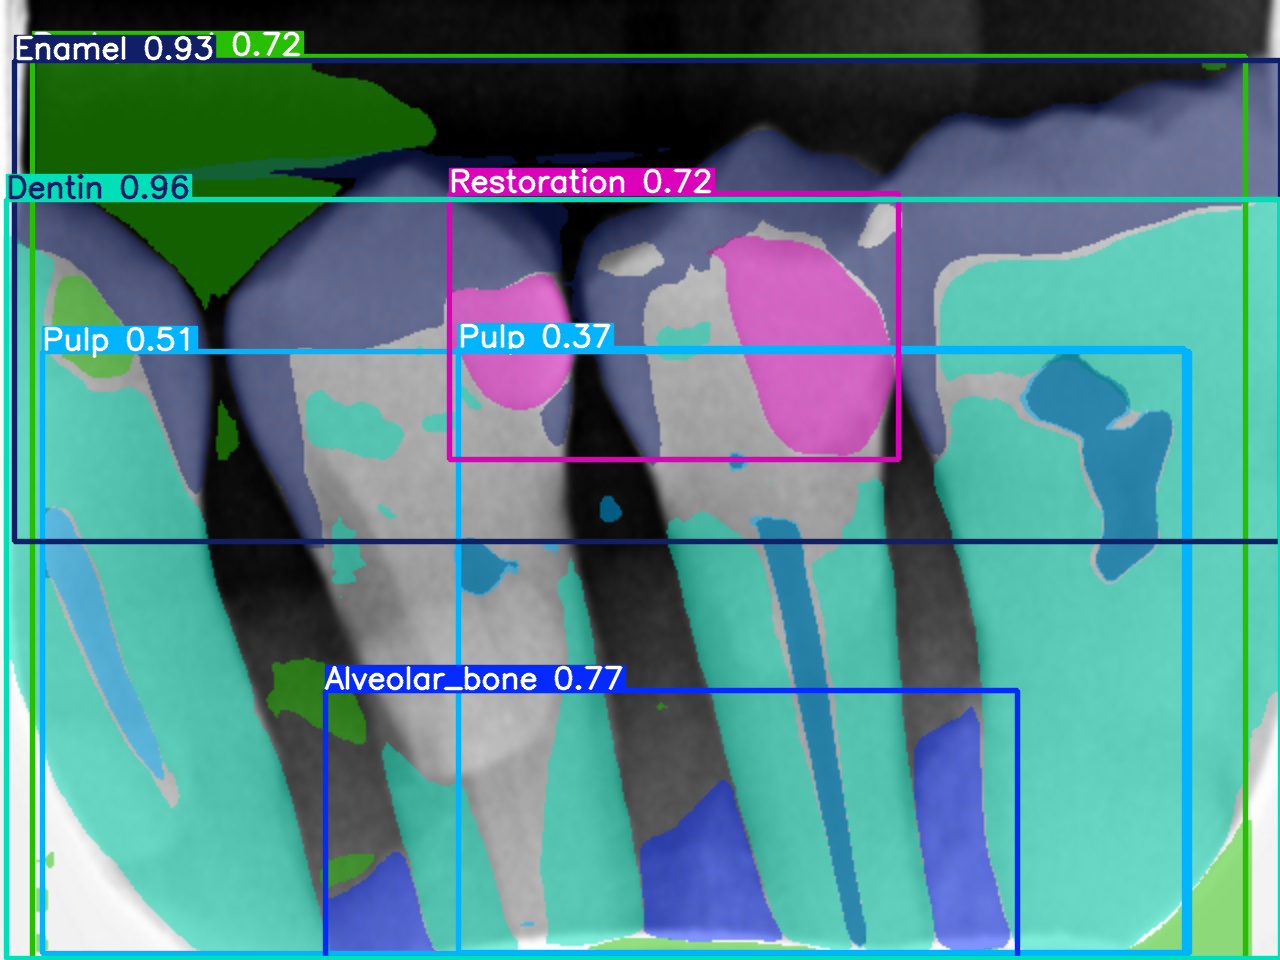 Enamel 0.93
0.72
Restoration 0.72
Dentin 0.96
Pulp 0.51
Pulp 0.37
Alveolar_bone 0.77